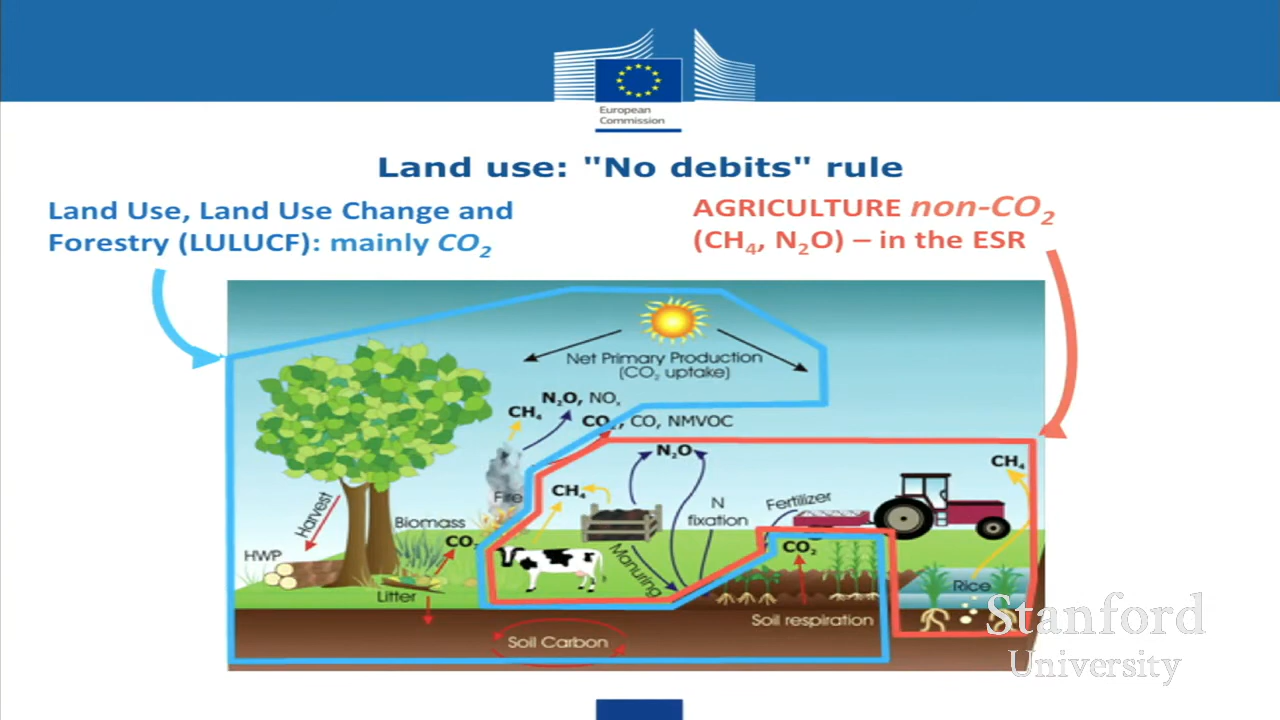 European
Commission
Land use: "No debits" rule
Land Use, Land Use Change and
Forestry (LULUCF): mainly CO₂
AGRICULTURE non-CO₂
(CH₄, N₂O) – in the ESR
Net Primary Production
(CO₂ uptake)
N₂O, NOₓ
CH₄
CO₂, CO, NMVOC
N₂O
CH₄
CH₄
Fire
Harvest
Biomass
N
fixation
Fertilizer
CO₂
CO₂
HWP
Manuring
Litter
Rice
Soil respiration
Soil Carbon
Stanford
University